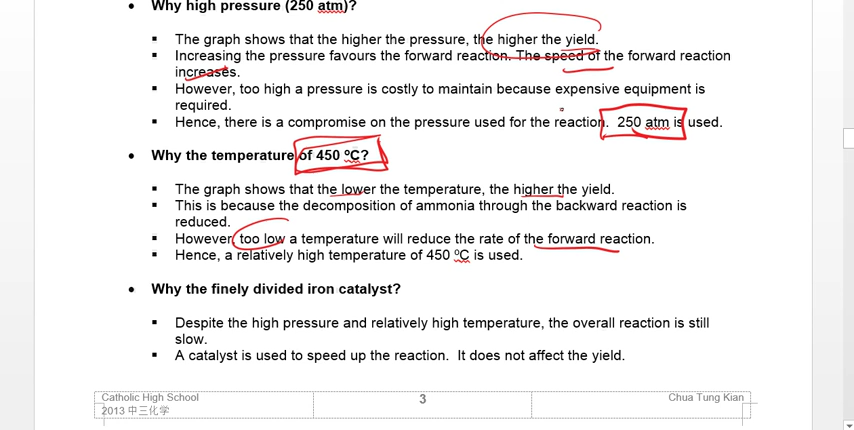 Why high pressure (250 atm)?
The graph shows that the higher the pressure, the higher the yield.
Increasing the pressure favours the forward reaction. The speed of the forward reaction
increases.
However, too high a pressure is costly to maintain because expensive equipment is
required.
Hence, there is a compromise on the pressure used for the reaction. 250 atm is used.
Why the temperature of 450 ºC?
The graph shows that the lower the temperature, the higher the yield.
This is because the decomposition of ammonia through the backward reaction is
reduced.
However, too low a temperature will reduce the rate of the forward reaction.
Hence, a relatively high temperature of 450 ºC is used.
Why the finely divided iron catalyst?
Despite the high pressure and relatively high temperature, the overall reaction is still
slow.
A catalyst is used to speed up the reaction. It does not affect the yield.
Catholic High School 3 Chua Tung Kian
2013 中三化学